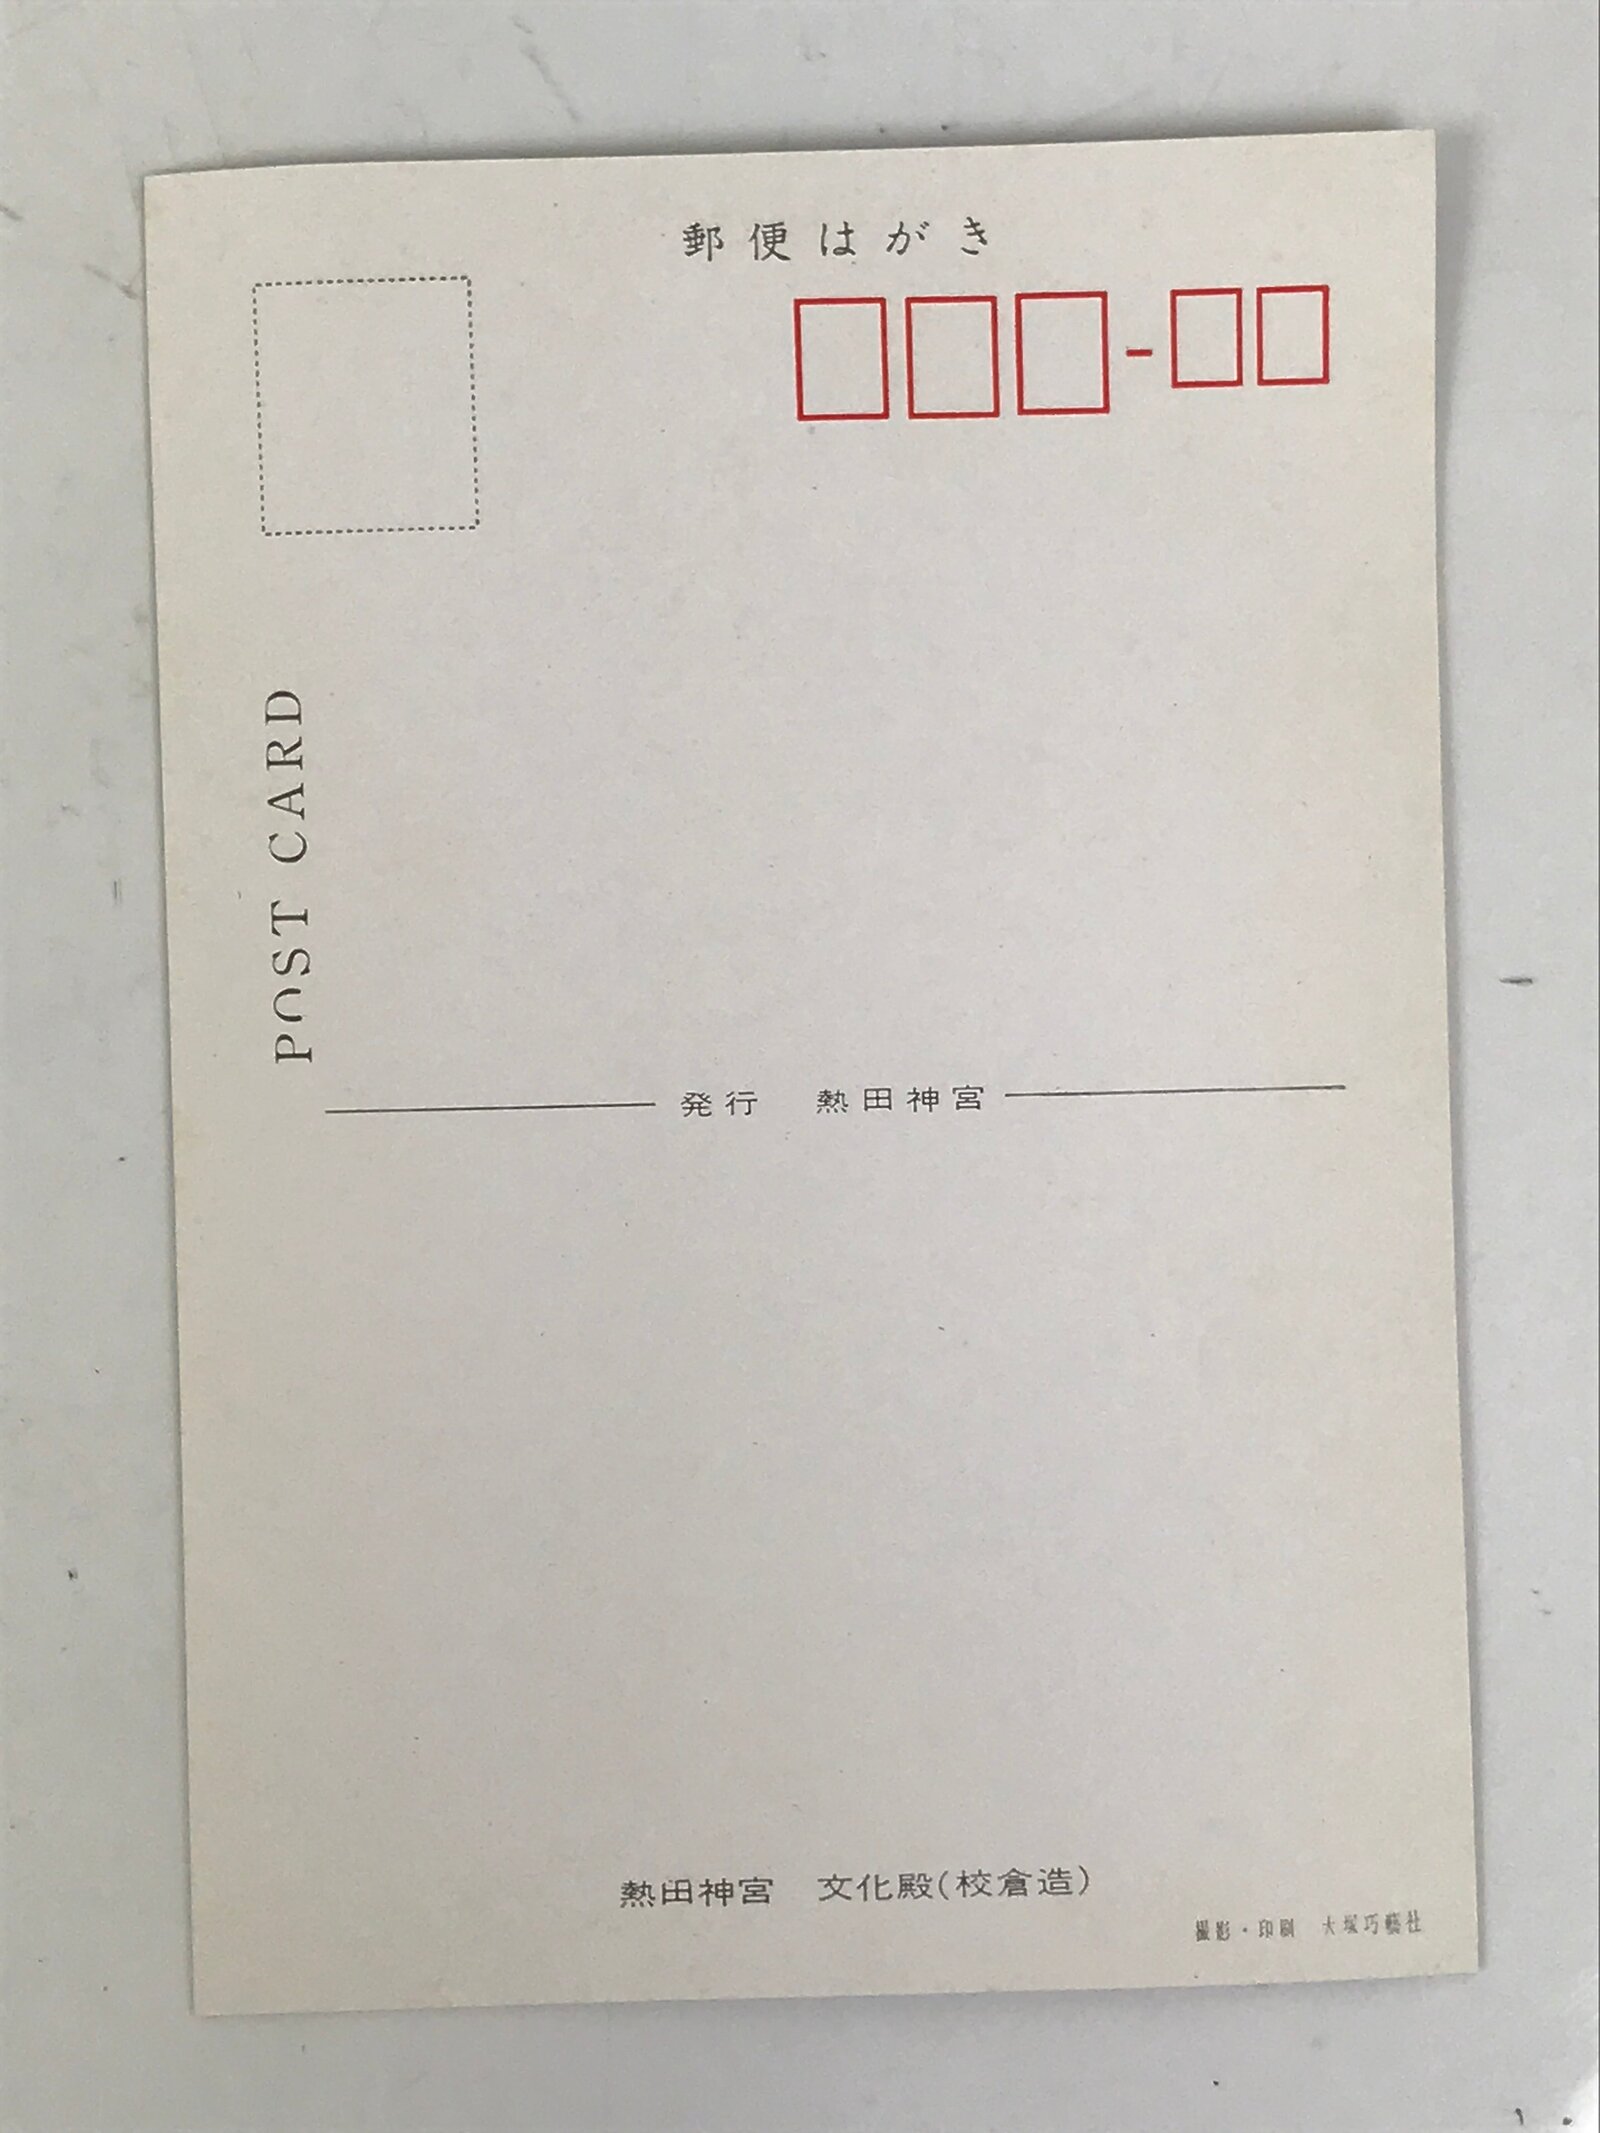 郵便はがき
POST CARD
発行　熱田神宮
熱田神宮　文化殿(校倉造)
撮影・印刷　大塚巧藝社